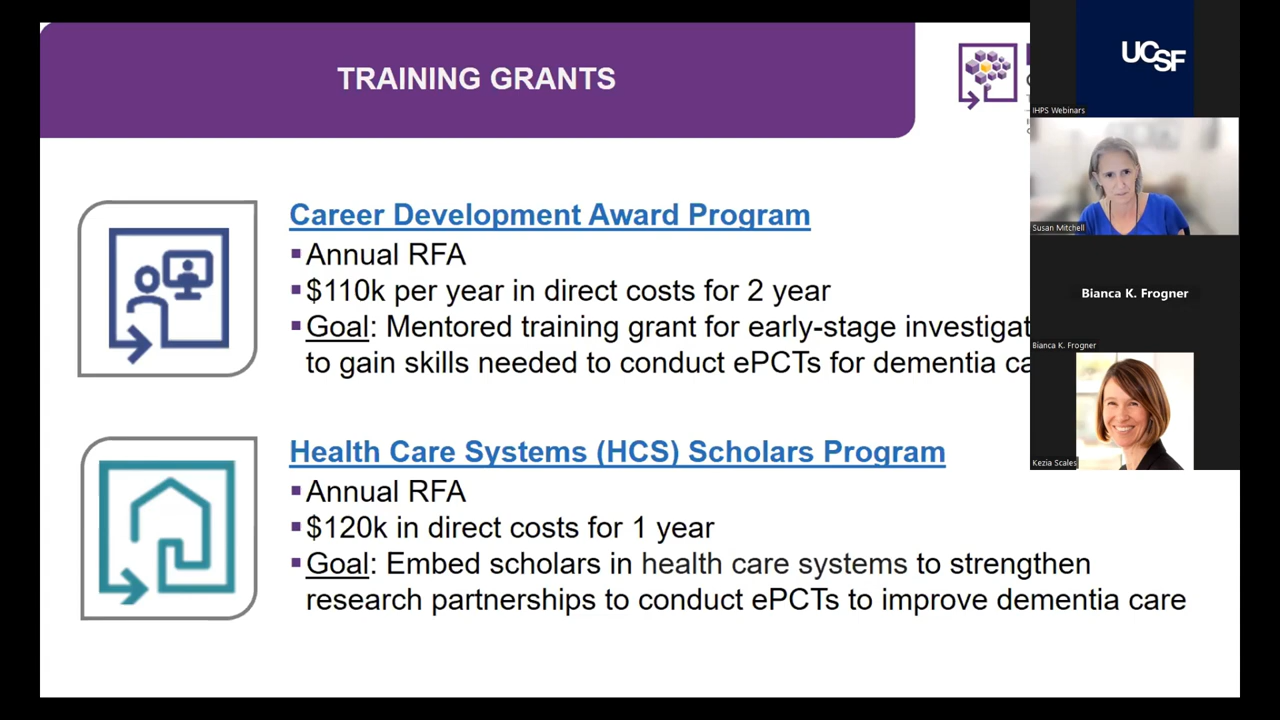 TRAINING GRANTS
Career Development Award Program
▪Annual RFA
▪$110k per year in direct costs for 2 year
▪Goal: Mentored training grant for early-stage investigat
to gain skills needed to conduct ePCTs for dementia ca
Health Care Systems (HCS) Scholars Program
▪Annual RFA
▪$120k in direct costs for 1 year
▪Goal: Embed scholars in health care systems to strengthen
research partnerships to conduct ePCTs to improve dementia care
UCSF
IHPS Webinars
Susan Mitchell
Bianca K. Frogner
Bianca K. Frogner
Kezia Scales